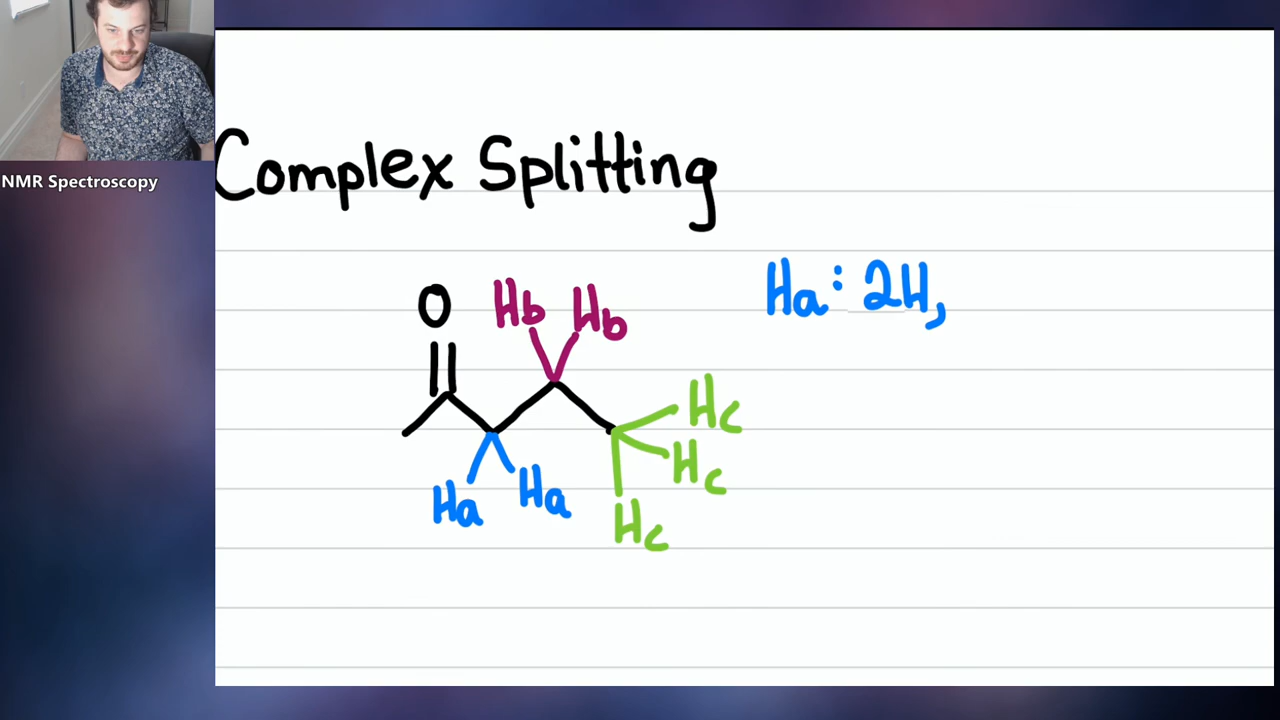 NMR Spectroscopy
Complex Splitting
Ha: 2H,
O
Hb Hb
Hc
Hc
Ha Ha
Hc